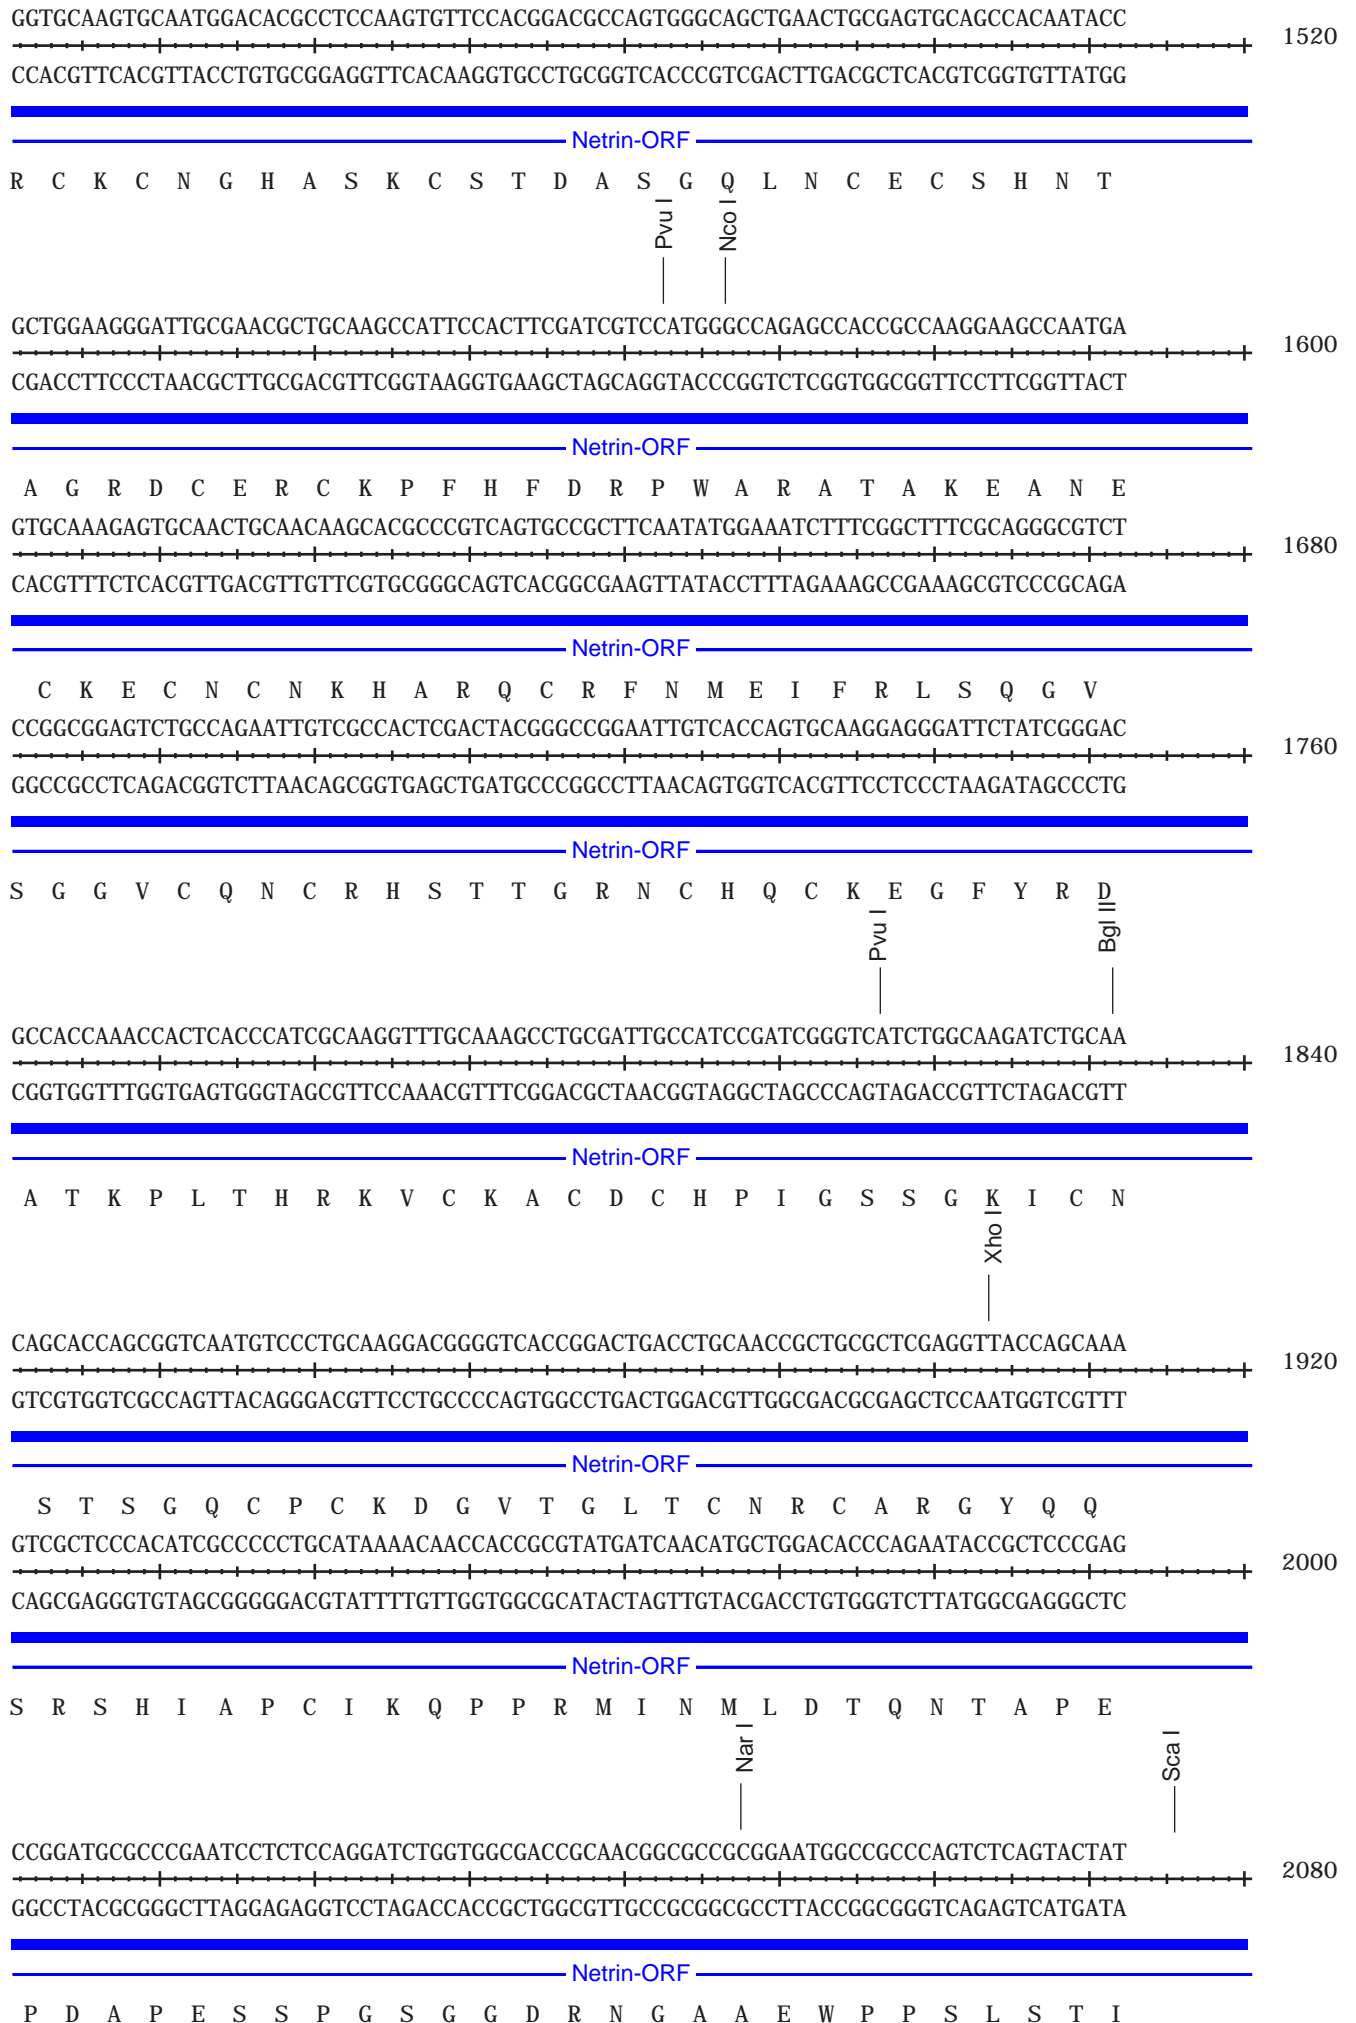 GGTGCAAGTGCAATGGACACGCCTCCAAGTGTTCCACGGACGCCAGTGGGCAGCTGAACTGCGAGTGCAGCCACAATACC
1520
CCACGTTCACGTTACCTGTGCGGAGGTTCACAAGGTGCCTGCGGTCACCCGTCGACTTGACGCTCACGTCGGTGTTATGG
Netrin-ORF
R C K C N G H A S K C S T D A S G Q L N C E C S H N T
Pvu I Nco I
GCTGGAAGGGATTGCGAACGCTGCAAGCCATTCCACTTCGATCGTCCATGGGCCAGAGCCACCGCCAAGGAAGCCAATGA
1600
CGACCTTCCCTAACGCTTGCGACGTTCGGTAAGGTGAAGCTAGCAGGTACCCGGTCTCGGTGGCGGTTCCTTCGGTTACT
Netrin-ORF
A G R D C E R C K P F H F D R P W A R A T A K E A N E
GTGCAAAGAGTGCAACTGCAACAAGCACGCCCGTCAGTGCCGCTTCAATATGGAAATCTTTCGGCTTTCGCAGGGCGTCT
1680
CACGTTTCTCACGTTGACGTTGTTCGTGCGGGCAGTCACGGCGAAGTTATACCTTTAGAAAGCCGAAAGCGTCCCGCAGA
Netrin-ORF
C K E C N C N K H A R Q C R F N M E I F R L S Q G V
CCGGCGGAGTCTGCCAGAATTGTCGCCACTCGACTACGGGCCGGAATTGTCACCAGTGCAAGGAGGGATTCTATCGGGAC
1760
GGCCGCCTCAGACGGTCTTAACAGCGGTGAGCTGATGCCCGGCCTTAACAGTGGTCACGTTCCTCCCTAAGATAGCCCTG
Netrin-ORF
S G G V C Q N C R H S T T G R N C H Q C K E G F Y R D
Pvu I Bgl II
GCCACCAAACCACTCACCCATCGCAAGGTTTGCAAAGCCTGCGATTGCCATCCGATCGGGTCATCTGGCAAGATCTGCAA
1840
CGGTGGTTTGGTGAGTGGGTAGCGTTCCAAACGTTTCGGACGCTAACGGTAGGCTAGCCCAGTAGACCGTTCTAGACGTT
Netrin-ORF
A T K P L T H R K V C K A C D C H P I G S S G K I C N
Xho I
CAGCACCAGCGGTCAATGTCCCTGCAAGGACGGGGTCACCGGACTGACCTGCAACCGCTGCGCTCGAGGTTACCAGCAAA
1920
GTCGTGGTCGCCAGTTACAGGGACGTTCCTGCCCCAGTGGCCTGACTGGACGTTGGCGACGCGAGCTCCAATGGTCGTTT
Netrin-ORF
S T S G Q C P C K D G V T G L T C N R C A R G Y Q Q
GTCGCTCCCACATCGCCCCCTGCATAAAACAACCACCGCGTATGATCAACATGCTGGACACCCAGAATACCGCTCCCGAG
2000
CAGCGAGGGTGTAGCGGGGGACGTATTTTGTTGGTGGCGCATACTAGTTGTACGACCTGTGGGTCTTATGGCGAGGGCTC
Netrin-ORF
S R S H I A P C I K Q P P R M I N M L D T Q N T A P E
Nar I Sca I
CCGGATGCGCCCGAATCCTCTCCAGGATCTGGTGGCGACCGCAACGGCGCCGCGGAATGGCCGCCCAGTCTCAGTACTAT
2080
GGCCTACGCGGGCTTAGGAGAGGTCCTAGACCACCGCTGGCGTTGCCGCGGCGCCTTACCGGCGGGTCAGAGTCATGATA
Netrin-ORF
P D A P E S S P G S G G D R N G A A E W P P S L S T I